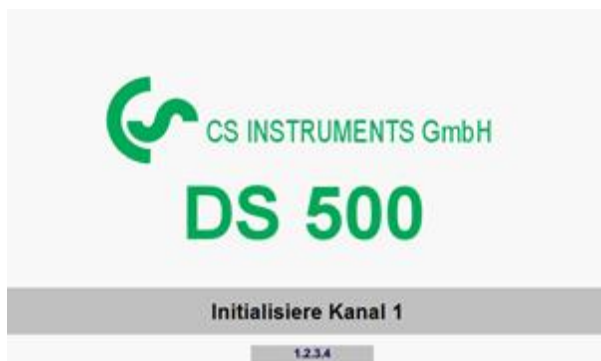 CS INSTRUMENTS GmbH
DS 500
Initialisiere Kanal 1
1.2.3.4